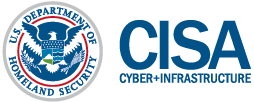 U.S. DEPARTMENT OF
HOMELAND SECURITY
CISA
CYBER+INFRASTRUCTURE